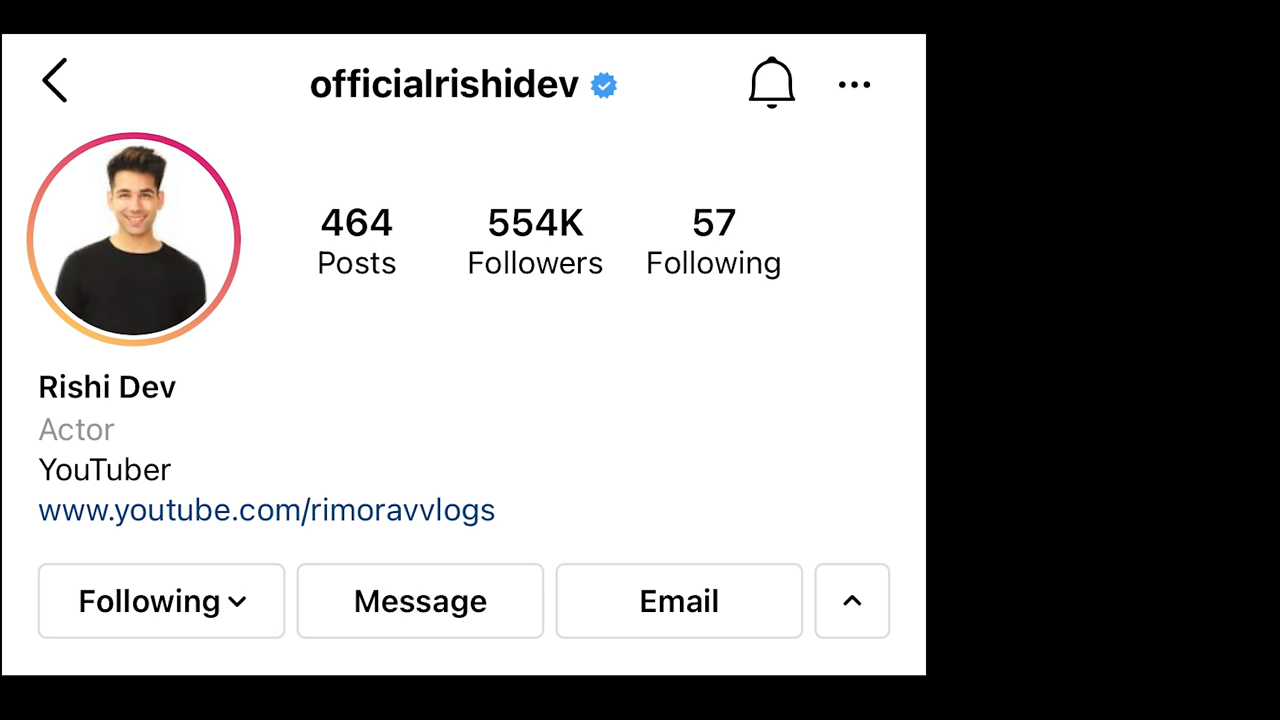 officialrishidev
464 554K 57
Posts Followers Following
Rishi Dev
Actor
YouTuber
www.youtube.com/rimoravvlogs
Following Message Email